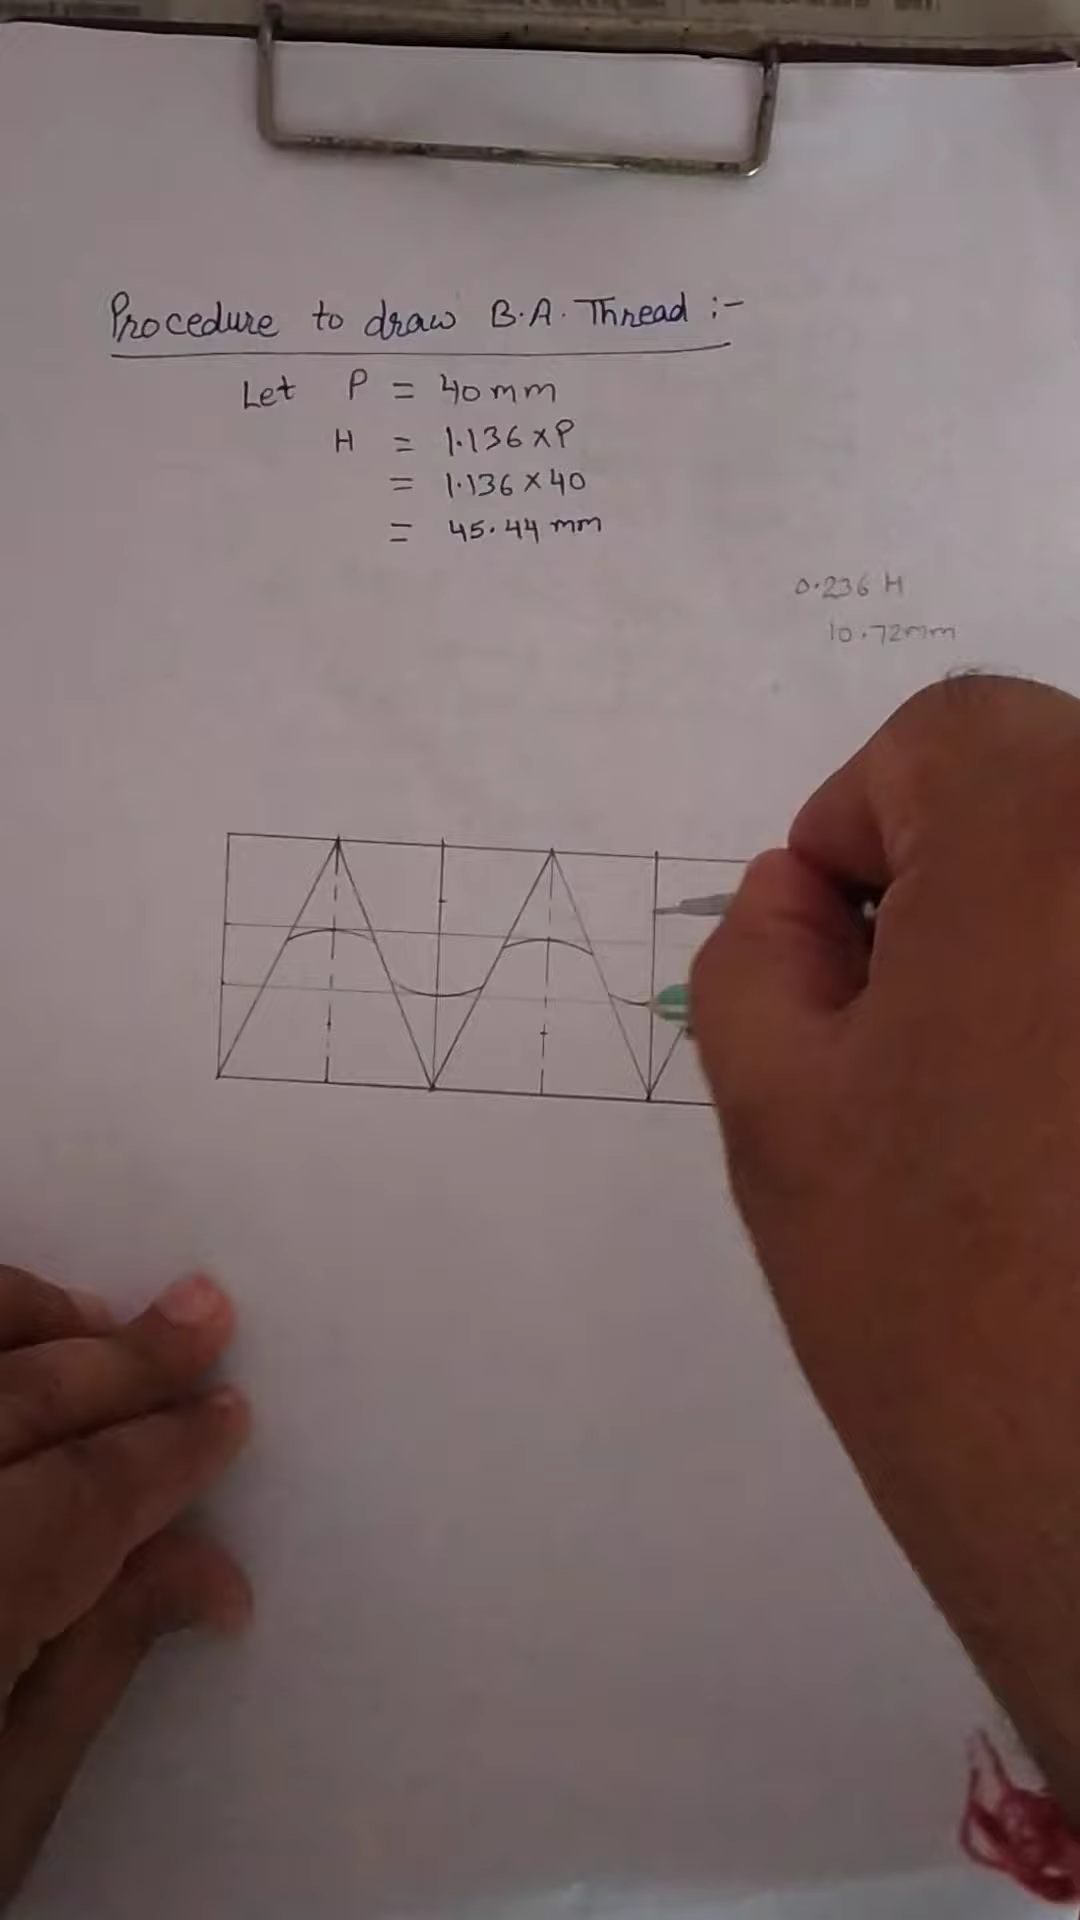 Procedure to draw B.A. Thread :-
Let P = 40mm
H = 1.136 × P
= 1.136 × 40
= 45.44 mm
0.236 H
10.72mm